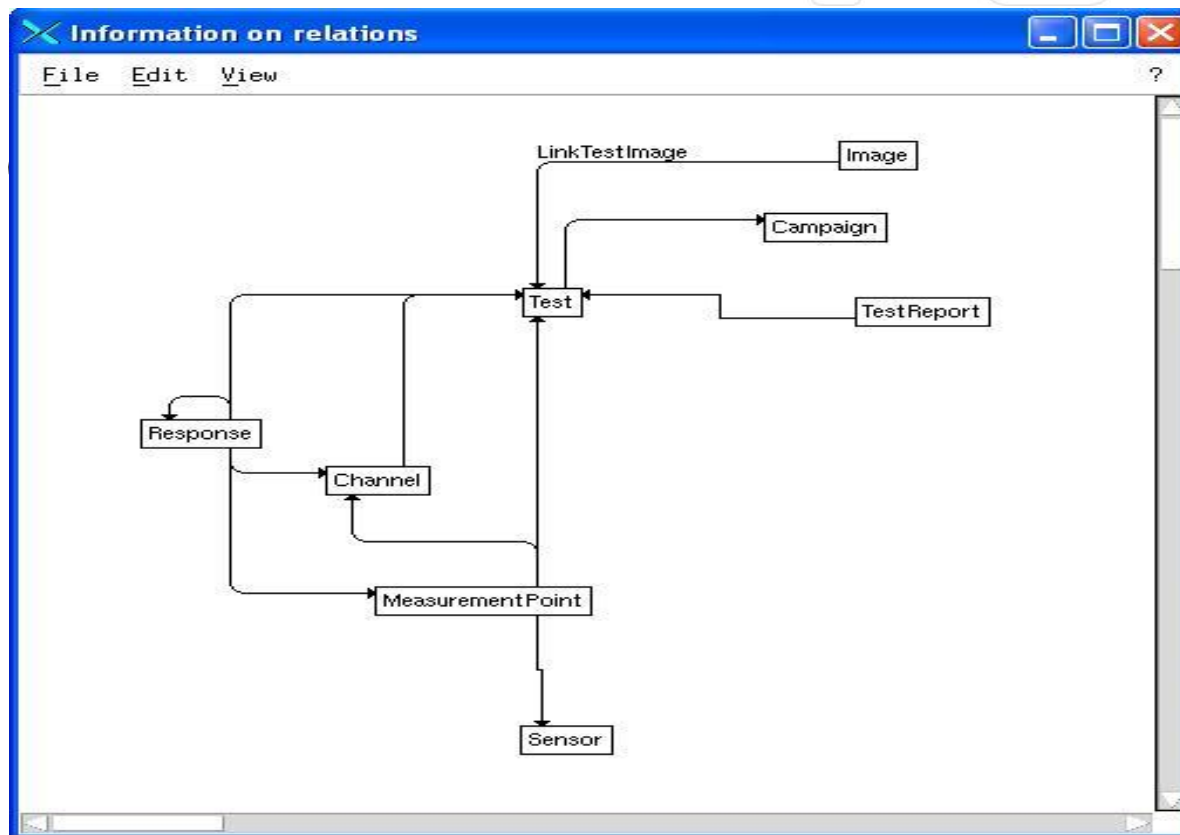 Information on relations
File Edit View ?
LinkTestImage
Image
Campaign
Test
TestReport
Response
Channel
MeasurementPoint
Sensor